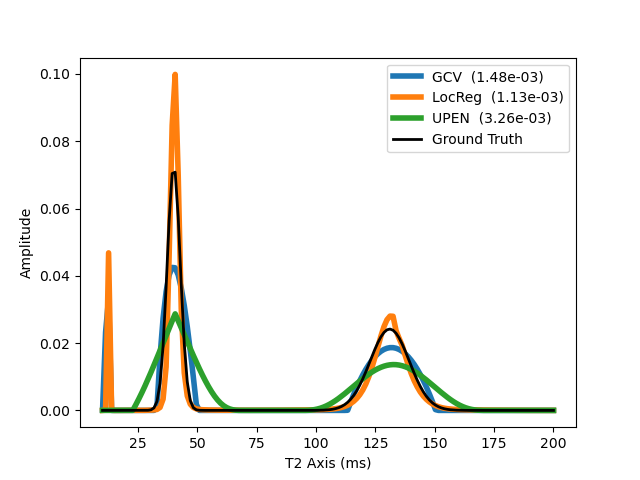 GCV (1.48e-03)
LocReg (1.13e-03)
UPEN (3.26e-03)
Ground Truth
0.10
0.08
0.06
0.04
0.02
0.00
Amplitude
25 50 75 100 125 150 175 200
T2 Axis (ms)